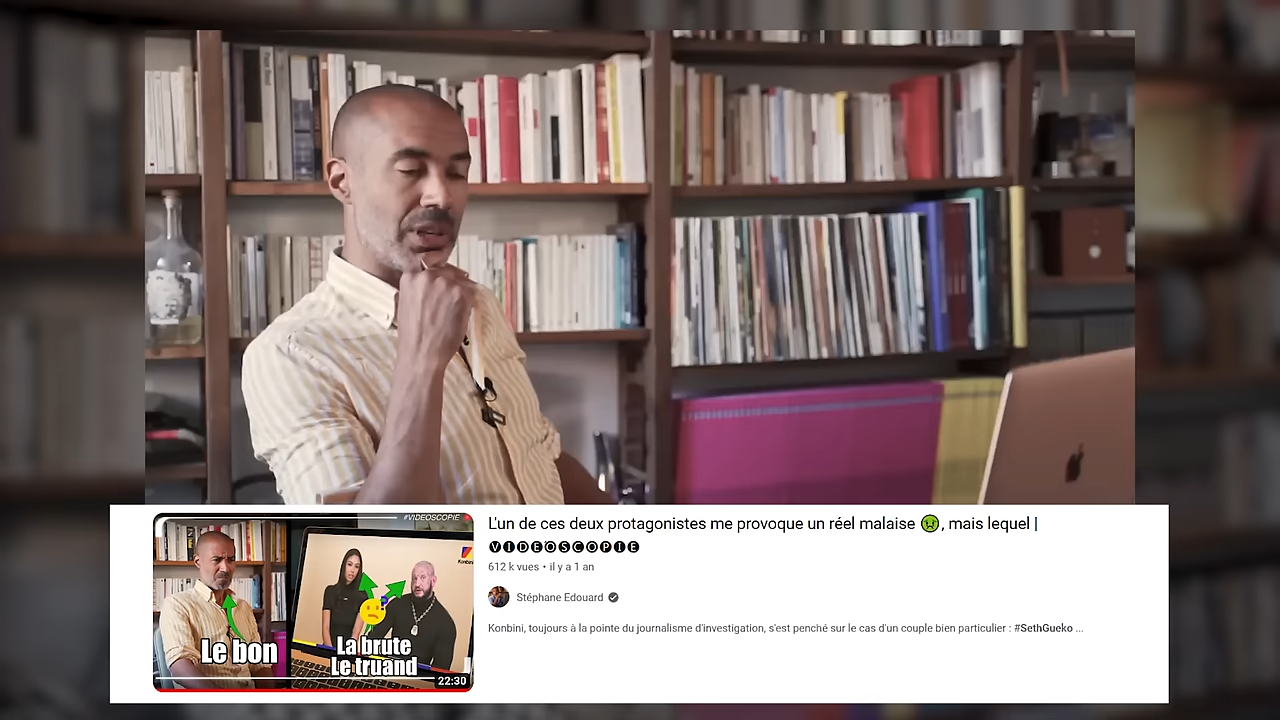 L'un de ces deux protagonistes me provoque un réel malaise 🤢, mais lequel |
🅥🅘🅓🅔🅞🅢🅒🅞🅟🅘🅔
612 k vues • il y a 1 an
Stéphane Edouard
Konbini, toujours à la pointe du journalisme d'investigation, s'est penché sur le cas d'un couple bien particulier : #SethGueko ...
#VIDEOSCOPIE
Konbini
Le bon
La brute
Le truand
22:30